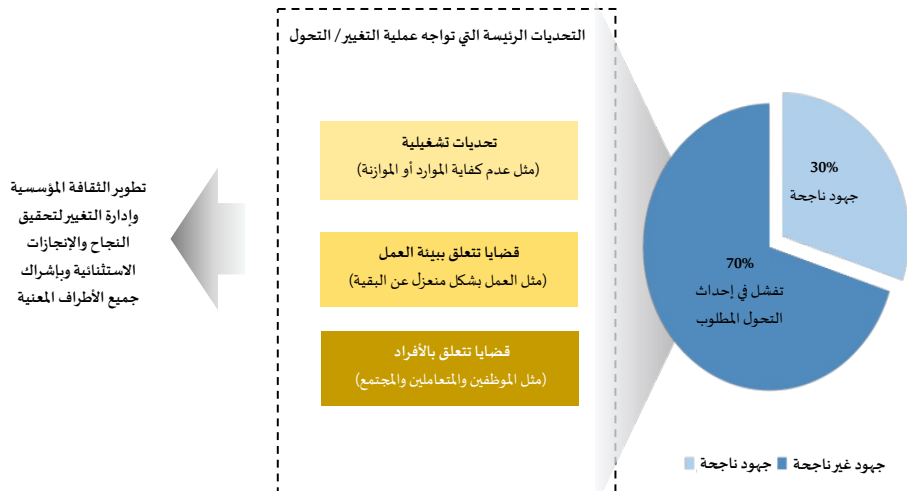 التحديات الرئيسة التي تواجه عملية التغيير/ التحول
30%
جهود ناجحة
70%
تفشل في إحداث
التحول المطلوب
جهود غير ناجحة
جهود ناجحة
تحديات تشغيلية
(مثل عدم كفاية الموارد أو الموازنة)
قضايا تتعلق ببيئة العمل
(مثل العمل بشكل منعزل عن البقية)
قضايا تتعلق بالأفراد
(مثل الموظفين والمتعاملين والمجتمع)
تطوير الثقافة المؤسسية
وإدارة التغيير لتحقيق
النجاح والإنجازات
الاستثنائية وبإشراك
جميع الأطراف المعنية